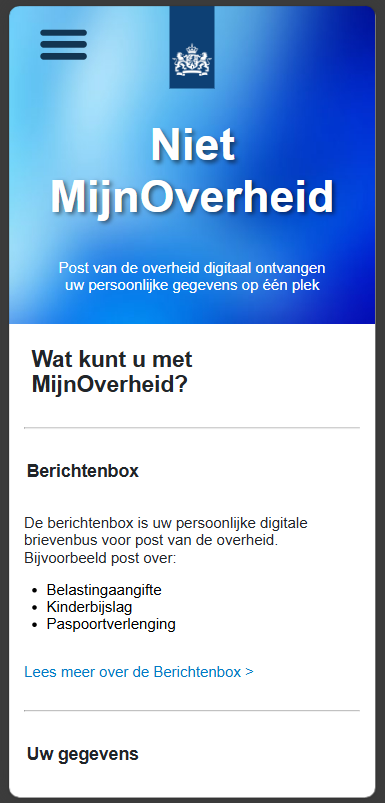 Niet
MijnOverheid
Post van de overheid digitaal ontvangen
uw persoonlijke gegevens op één plek
Wat kunt u met
MijnOverheid?
Berichtenbox
De berichtenbox is uw persoonlijke digitale
brievenbus voor post van de overheid.
Bijvoorbeeld post over:
• Belastingaangifte
• Kinderbijslag
• Paspoortverlenging
Lees meer over de Berichtenbox >
Uw gegevens